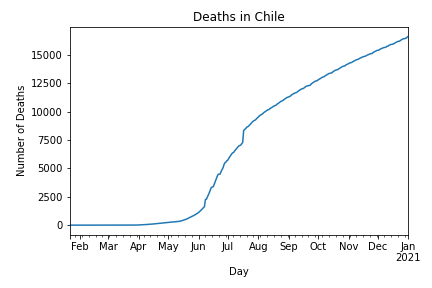 Deaths in Chile
Number of Deaths
15000
12500
10000
7500
5000
2500
0
Feb Mar Apr May Jun Jul Aug Sep Oct Nov Dec Jan
2021
Day